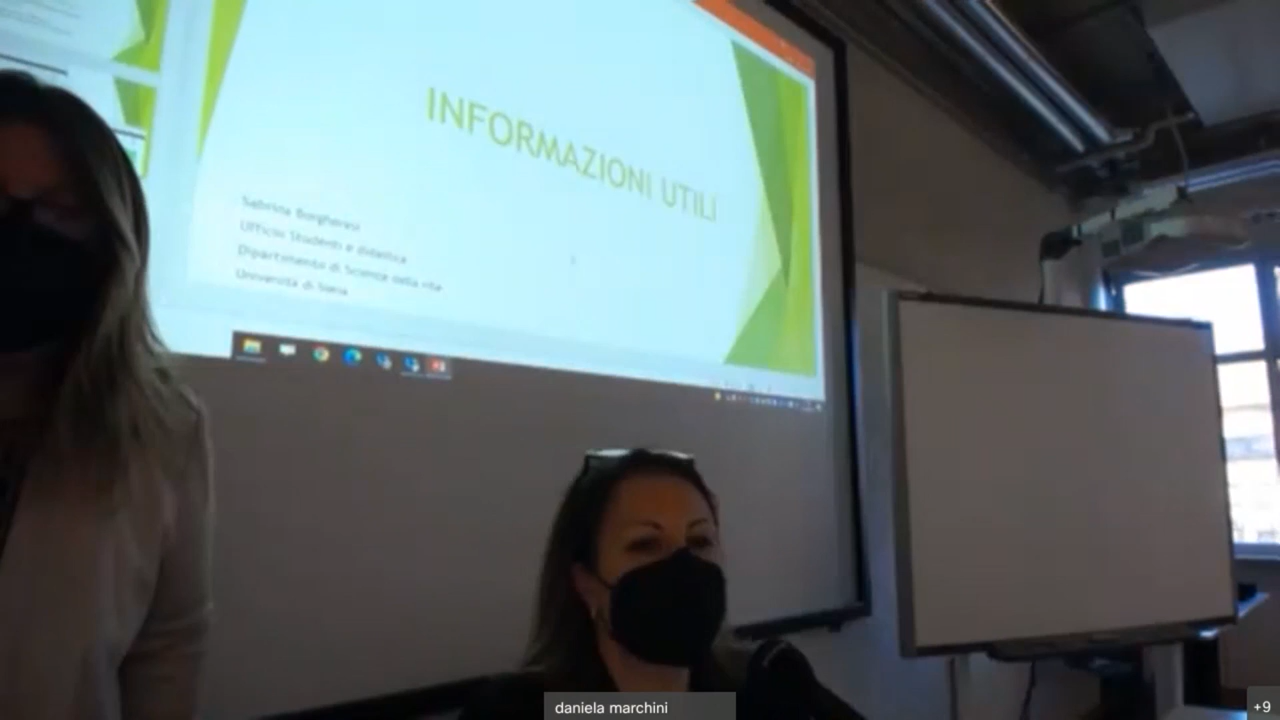 INFORMAZIONI UTILI
Sabrina Borgheresi
Ufficio Studenti e didattica
Dipartimento di Scienze della vita
Università di Siena
daniela marchini
+9